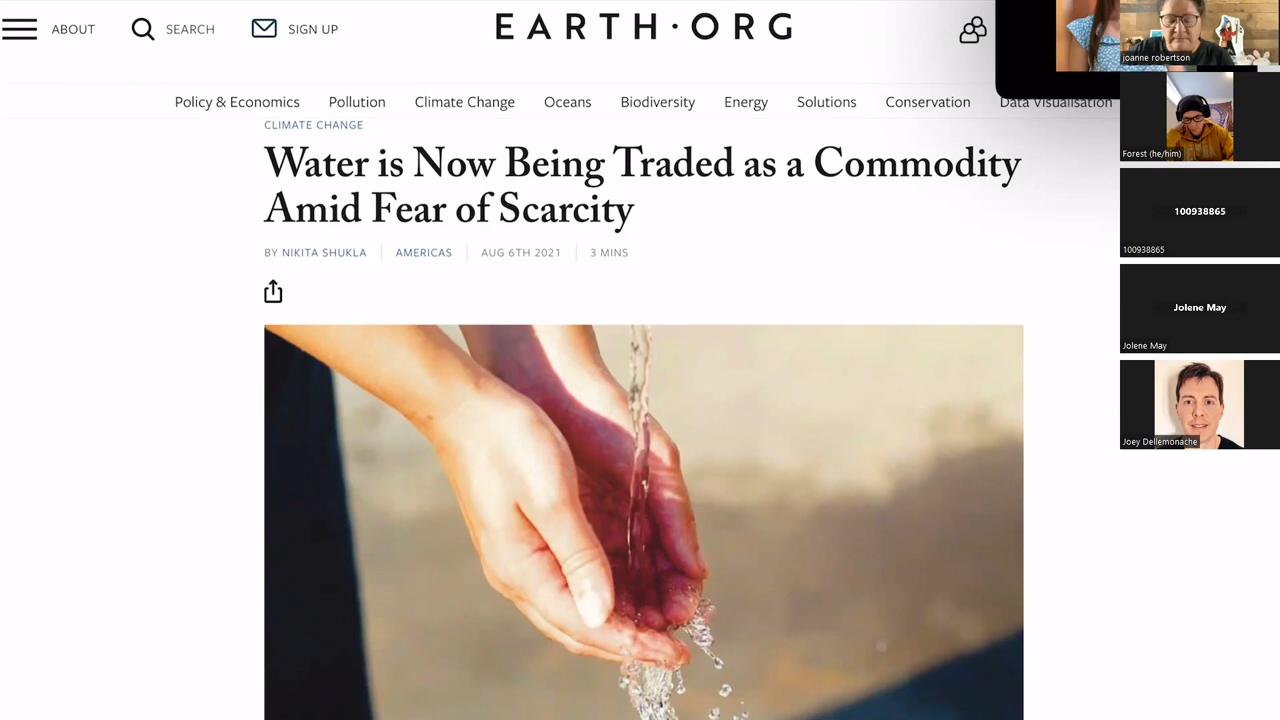 ABOUT
SEARCH
SIGN UP
EARTH·ORG
Policy & Economics
Pollution
Climate Change
Oceans
Biodiversity
Energy
Solutions
Conservation
Data Visualisation
CLIMATE CHANGE
Water is Now Being Traded as a Commodity
Amid Fear of Scarcity
BY NIKITA SHUKLA
AMERICAS
AUG 6TH 2021
3 MINS
joanne robertson
Forest (he/him)
100938865
100938865
Jolene May
Jolene May
Joey Dellemonache